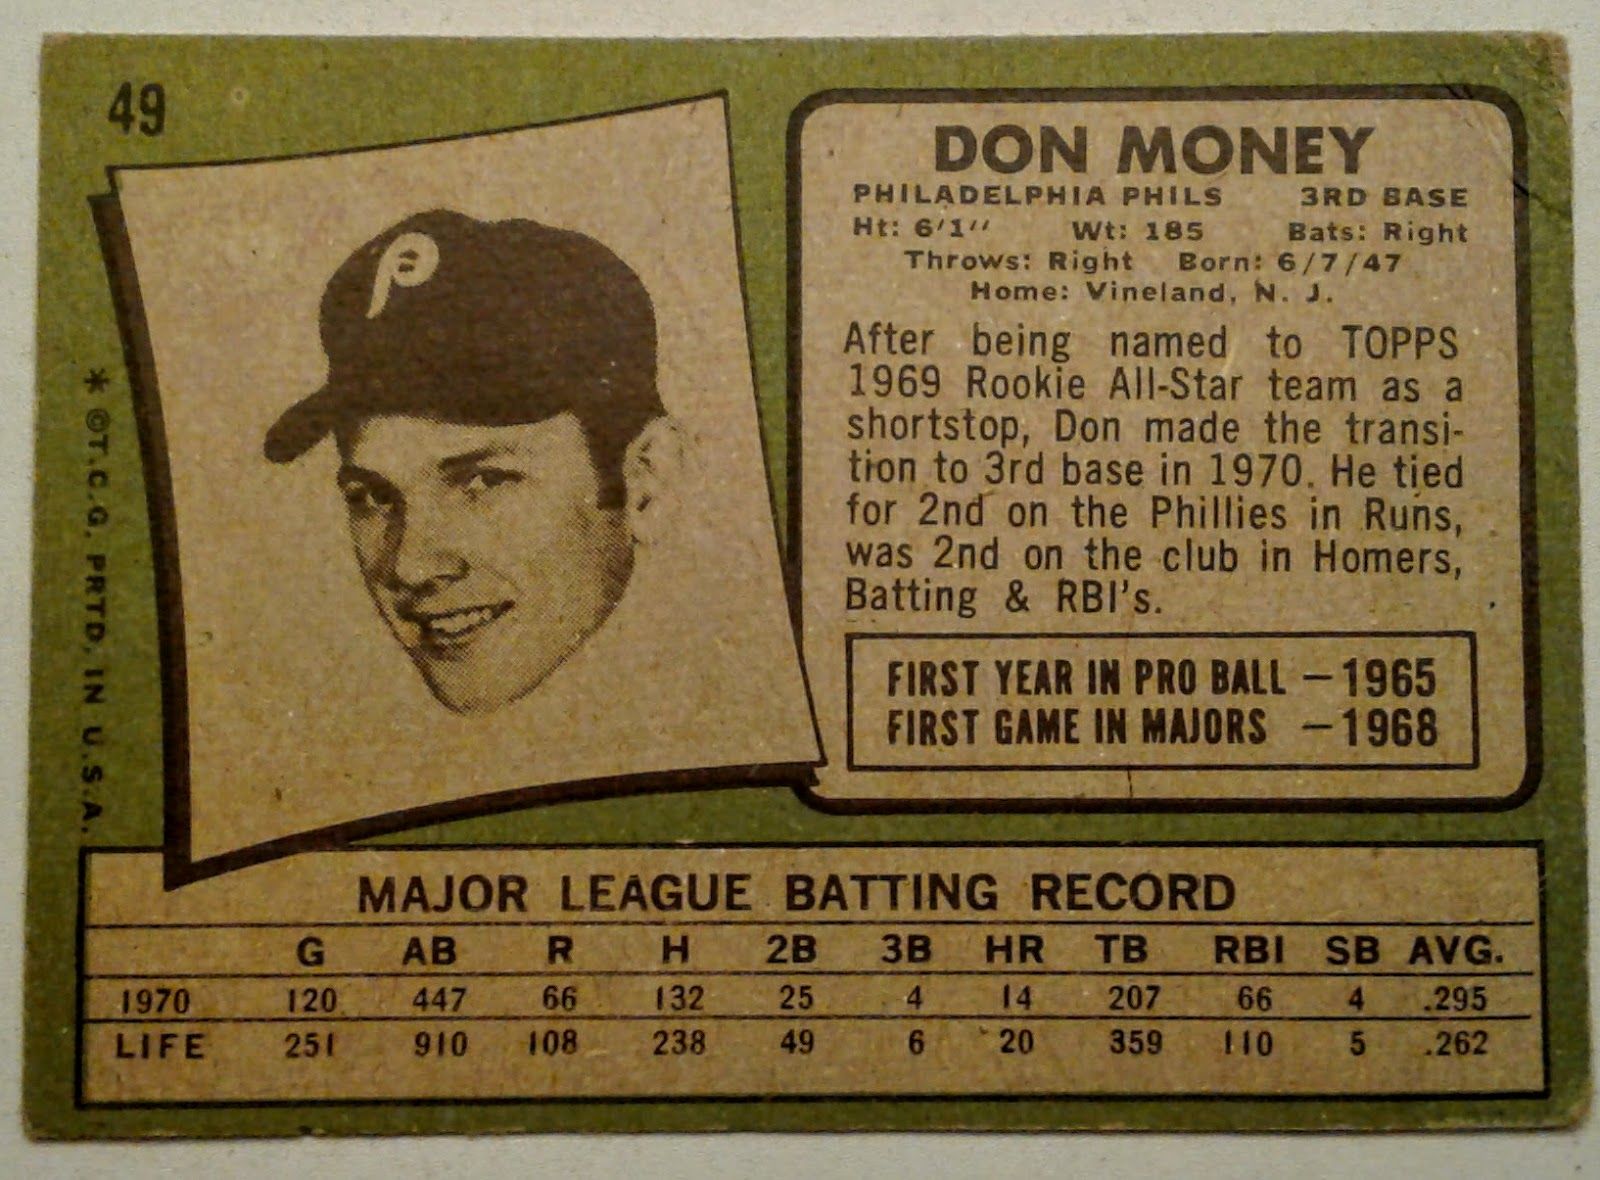 49
DON MONEY
PHILADELPHIA PHILS 3RD BASE
Ht: 6'1" Wt: 185 Bats: Right
Throws: Right Born: 6/7/47
Home: Vineland, N. J.
After being named to TOPPS
1969 Rookie All-Star team as a
shortstop, Don made the transi-
tion to 3rd base in 1970. He tied
for 2nd on the Phillies in Runs,
was 2nd on the club in Homers,
Batting & RBI's.
FIRST YEAR IN PRO BALL — 1965
FIRST GAME IN MAJORS — 1968
P
* ©T.C.G. PRTD. IN U.S.A.
MAJOR LEAGUE BATTING RECORD
G AB R H 2B 3B HR TB RBI SB AVG.
1970 120 447 66 132 25 4 14 207 66 4 .295
LIFE 251 910 108 238 49 6 20 359 110 5 .262